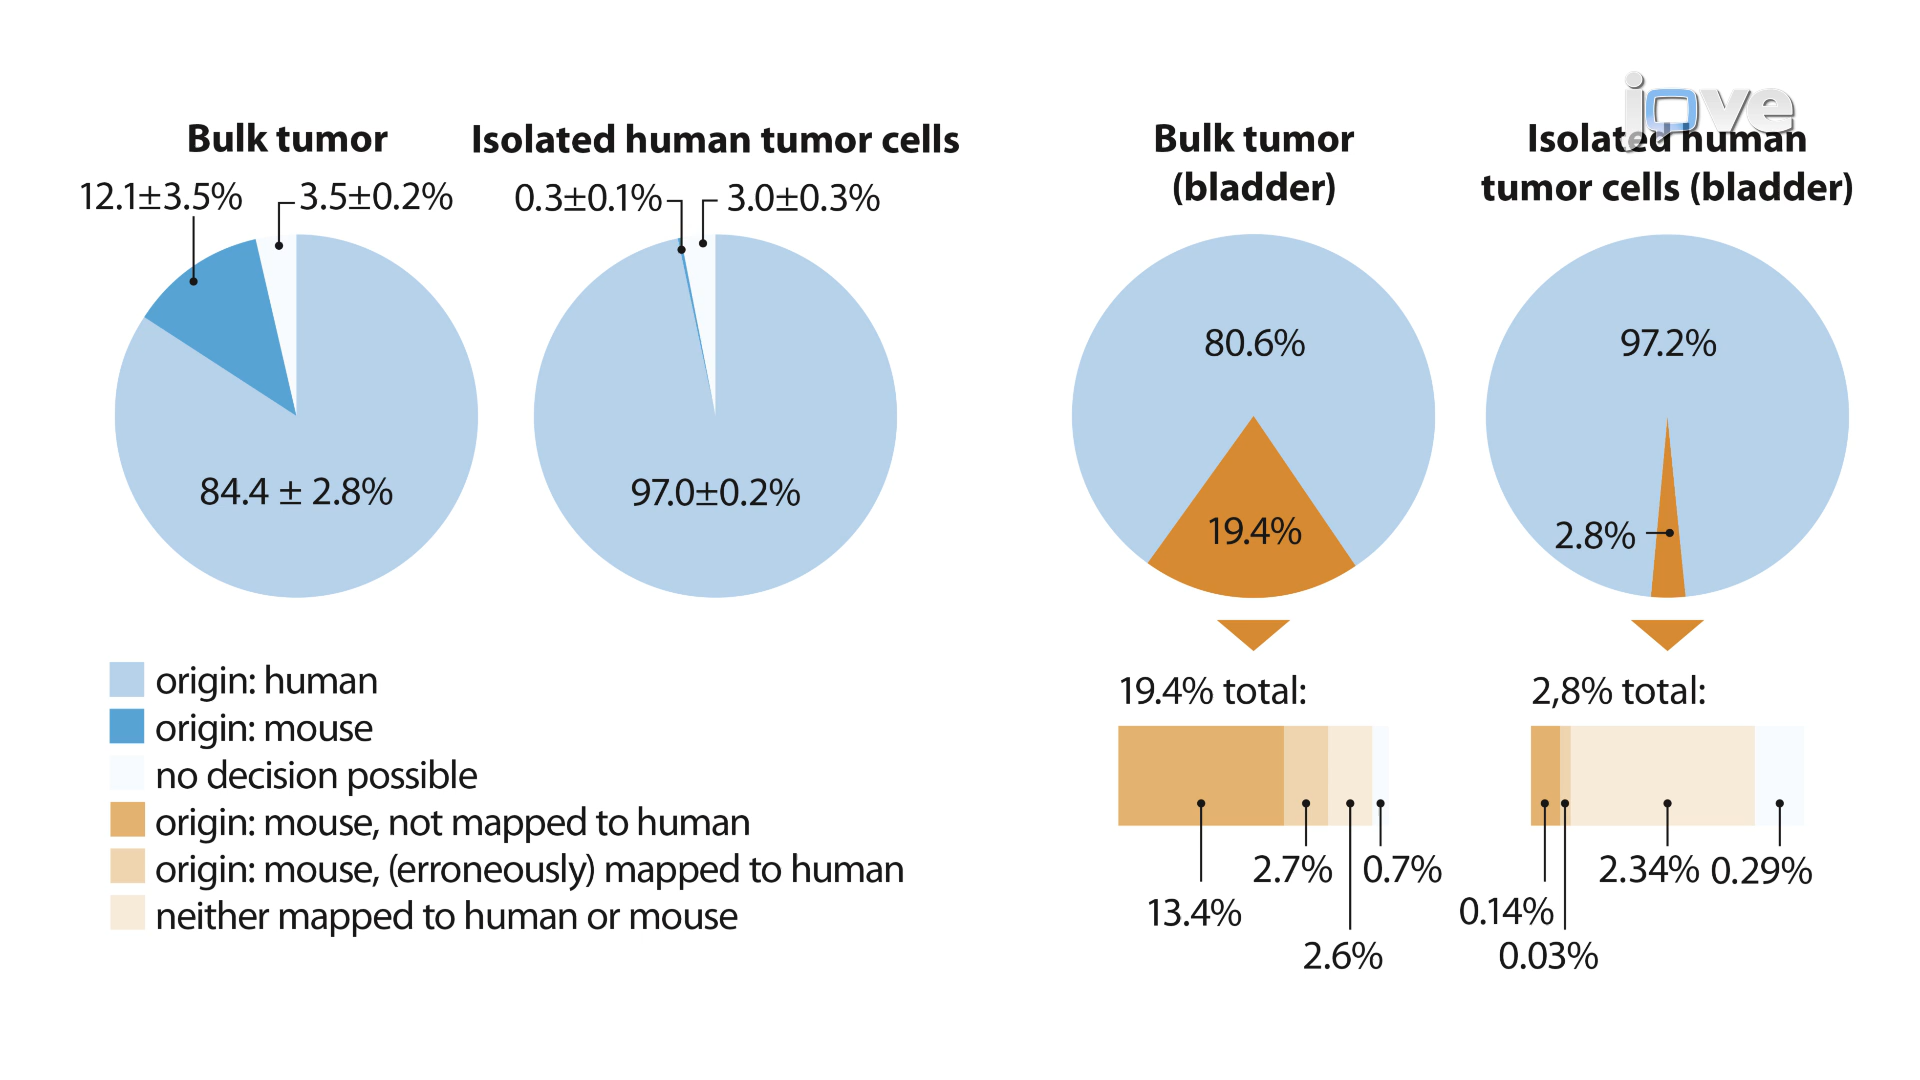 jove
Bulk tumor
12.1±3.5%
3.5±0.2%
84.4 ± 2.8%
Isolated human tumor cells
0.3±0.1%
3.0±0.3%
97.0±0.2%
Bulk tumor
(bladder)
80.6%
19.4%
19.4% total:
13.4%
2.7%
2.6%
0.7%
Isolated human
tumor cells (bladder)
97.2%
2.8%
2,8% total:
0.14%
0.03%
2.34%
0.29%
origin: human
origin: mouse
no decision possible
origin: mouse, not mapped to human
origin: mouse, (erroneously) mapped to human
neither mapped to human or mouse